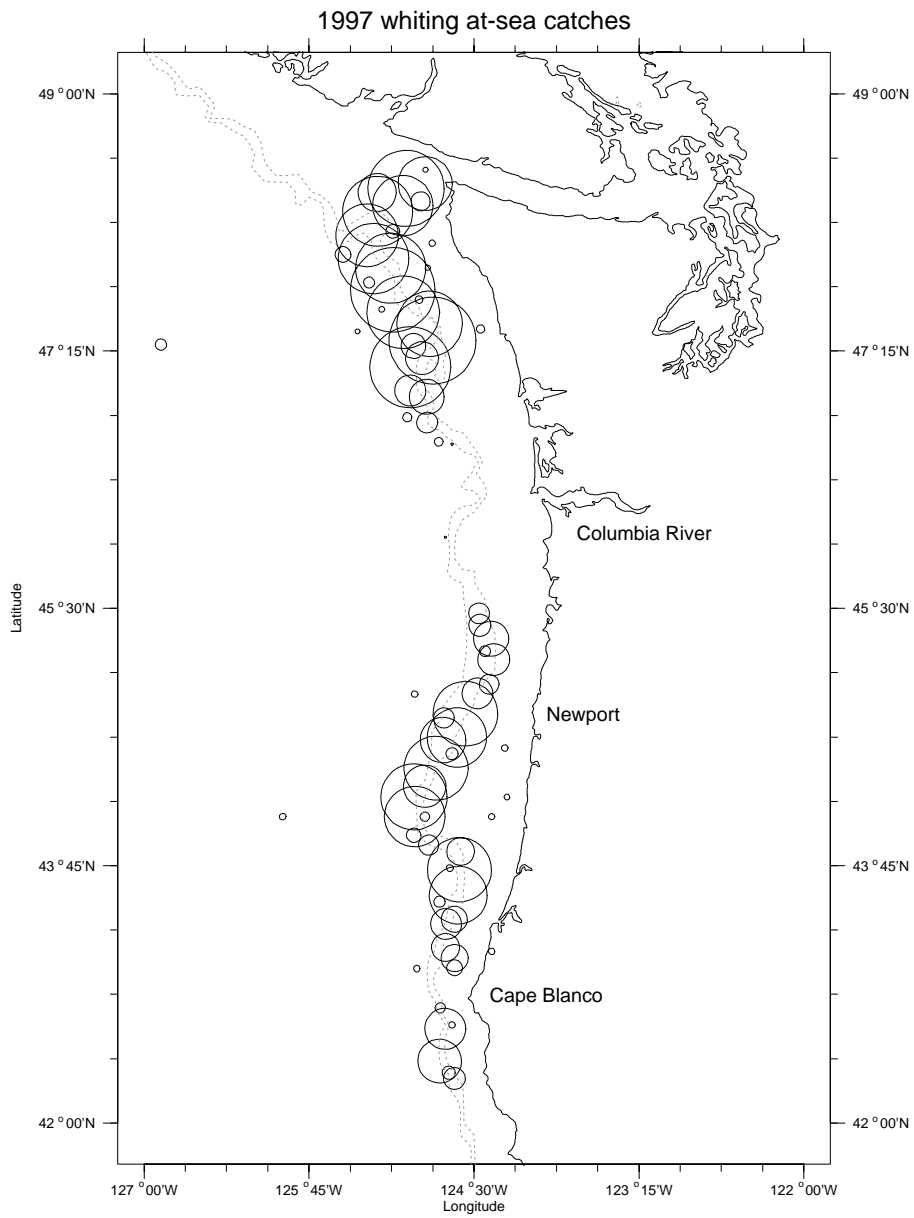 1997 whiting at-sea catches
49 °00'N 49 °00'N
47 °15'N 47 °15'N
Columbia River
45 °30'N 45 °30'N
Latitude
Newport
43 °45'N 43 °45'N
Cape Blanco
42 °00'N 42 °00'N
127 °00'W 125 °45'W 124 °30'W 123 °15'W 122 °00'W
Longitude